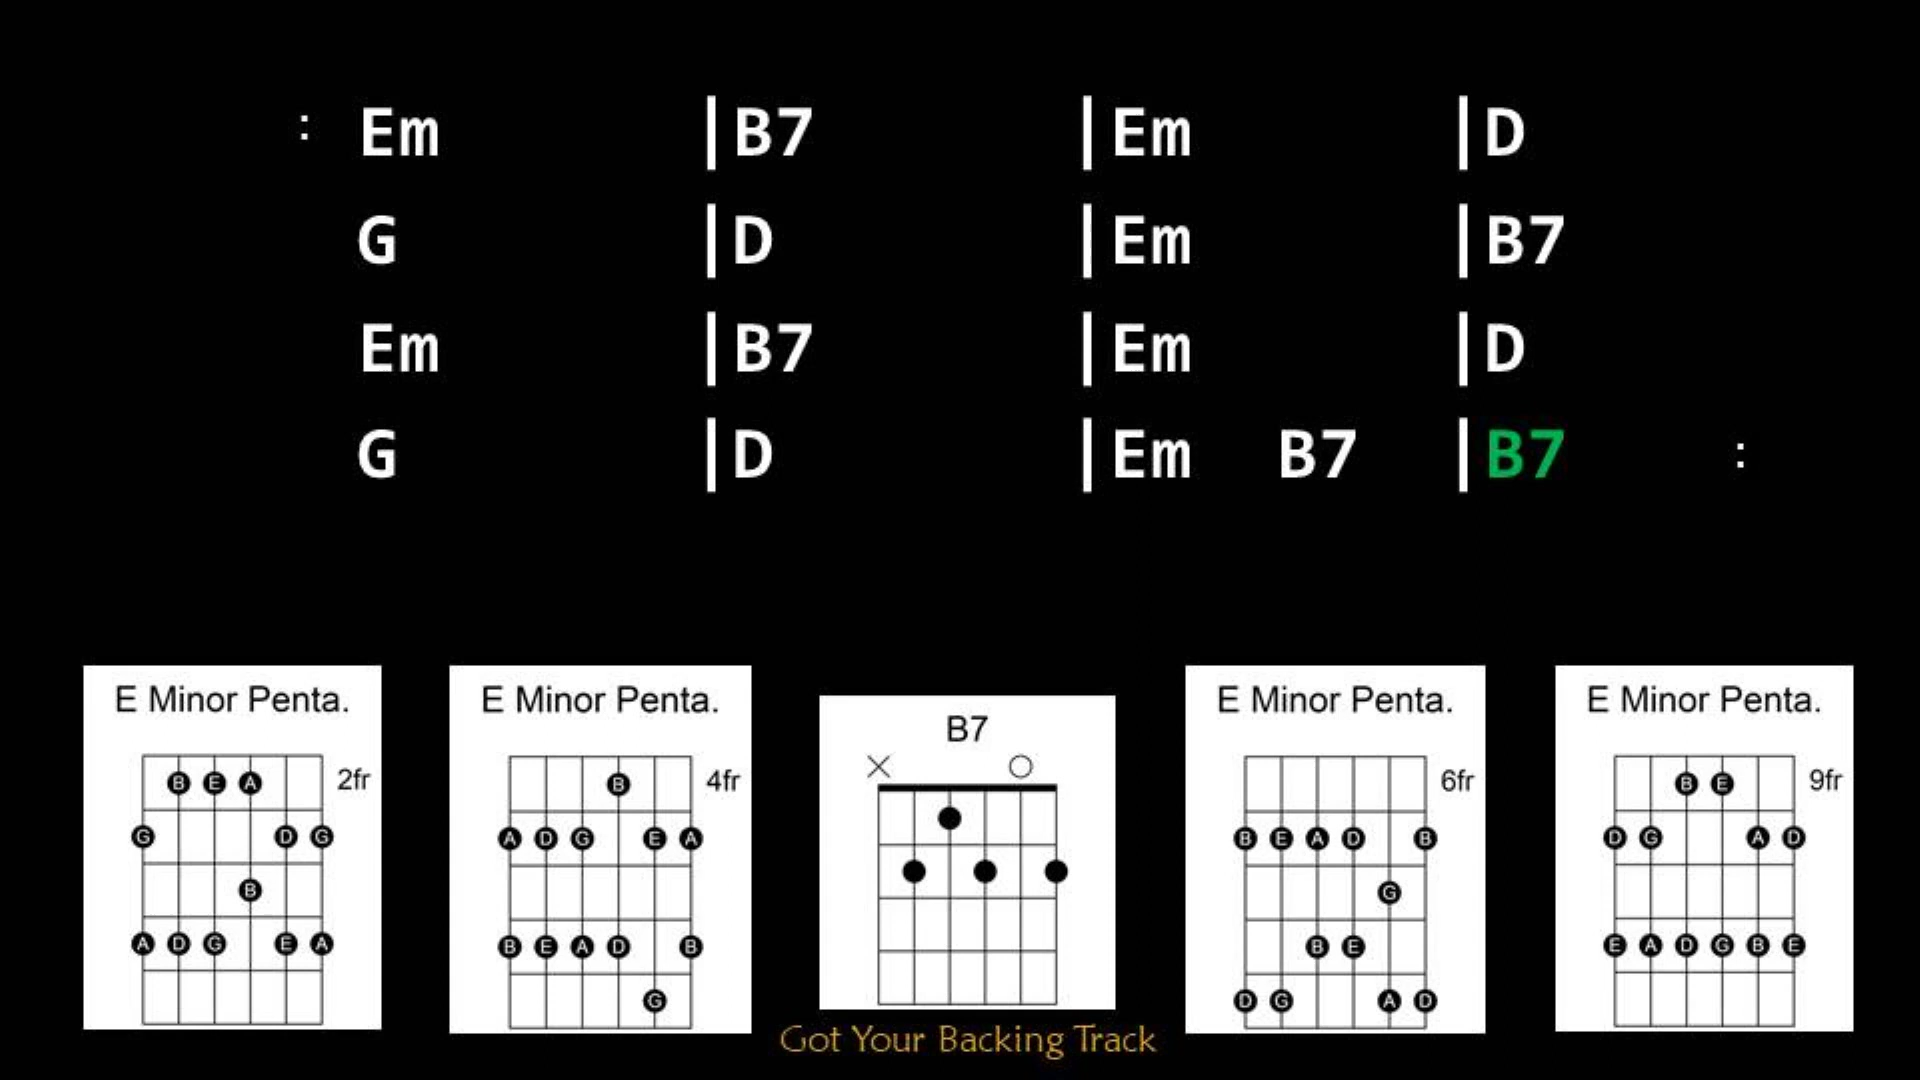 : Em |B7 |Em |D
G |D |Em |B7
Em |B7 |Em |D
G |D |Em B7 |B7 :
E Minor Penta.
2fr
B E A
G D G
B
A D G E A
E Minor Penta.
4fr
B
A D G E A
B E A D B
G
B7
E Minor Penta.
6fr
B E A D B
G
B E
D G A D
E Minor Penta.
9fr
B E
D G A D
E A D G B E
Got Your Backing Track